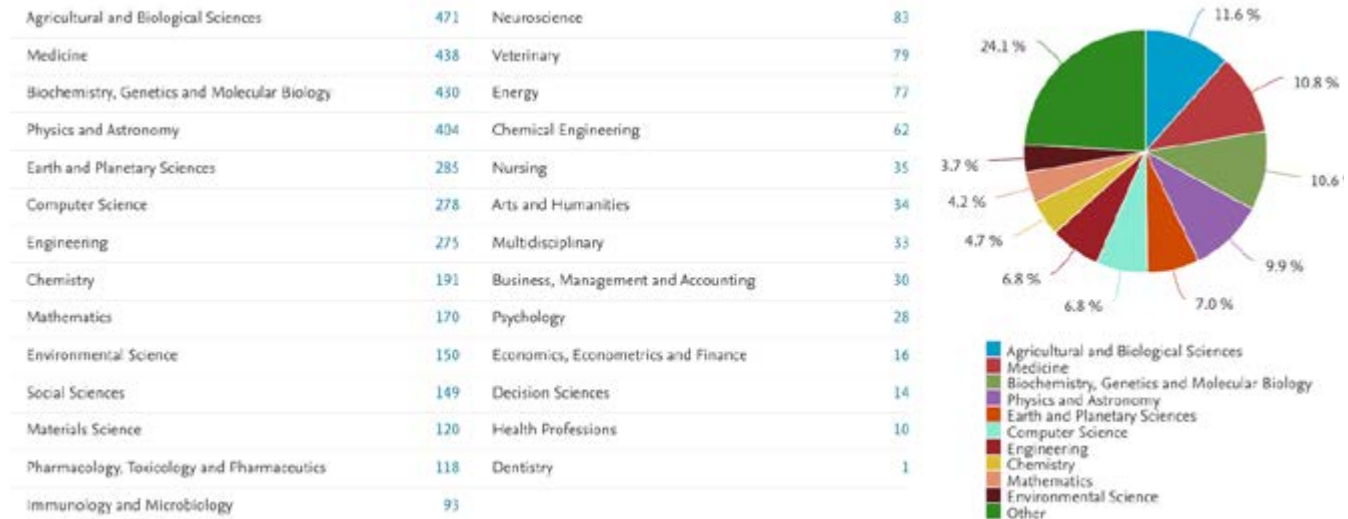 Agricultural and Biological Sciences 471 Neuroscience 83
Medicine 438 Veterinary 79
Biochemistry, Genetics and Molecular Biology 430 Energy 77
Physics and Astronomy 404 Chemical Engineering 62
Earth and Planetary Sciences 285 Nursing 35
Computer Science 278 Arts and Humanities 34
Engineering 275 Multidisciplinary 33
Chemistry 191 Business, Management and Accounting 30
Mathematics 170 Psychology 28
Environmental Science 150 Economics, Econometrics and Finance 16
Social Sciences 149 Decision Sciences 14
Materials Science 120 Health Professions 10
Pharmacology, Toxicology and Pharmaceutics 118 Dentistry 1
Immunology and Microbiology 93
11.6 %
10.8 %
10.6
9.9 %
7.0 %
6.8 %
6.8 %
4.7 %
4.2 %
3.7 %
24.1 %
Agricultural and Biological Sciences
Medicine
Biochemistry, Genetics and Molecular Biology
Physics and Astronomy
Earth and Planetary Sciences
Computer Science
Engineering
Chemistry
Mathematics
Environmental Science
Other